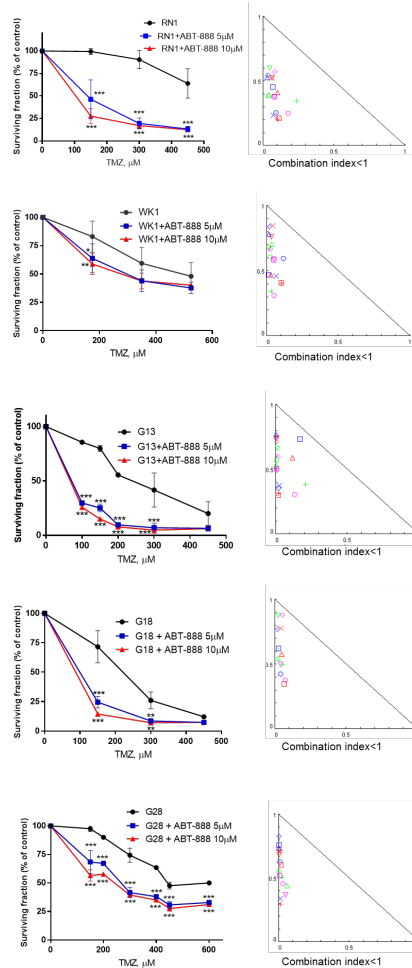 RN1
RN1+ABT-888 5μM
RN1+ABT-888 10μM
Surviving fraction (% of control)
100
75
50
25
0
0 100 200 300 400 500
TMZ, μM
*** *** ***
*** *** ***
1
0.5
0 0.5 1
Combination index<1
WK1
WK1+ABT-888 5μM
WK1+ABT-888 10μM
Surviving fraction (% of control)
100
75
50
25
0
0 200 400 600
TMZ, μM
*
**
1
0.5
0 0.5 1
Combination index<1
G13
G13+ABT-888 5μM
G13+ABT-888 10μM
Surviving fraction (% of control)
100
75
50
25
0
0 100 200 300 400 500
TMZ, μM
*** *** *** ***
*** *** *** ***
1
0.5
0 0.5
Combination index<1
G18
G18 + ABT-888 5μM
G18 + ABT-888 10μM
Surviving fraction (% of control)
100
75
50
25
0
0 100 200 300 400 500
TMZ, μM
*** **
*** **
1
0.5
0 0.5
Combination index<1
G28
G28 + ABT-888 5μM
G28 + ABT-888 10μM
Surviving fraction (% of control)
100
75
50
25
0
0 200 400 600
TMZ, μM
*** *** *** *** *** ***
*** *** *** *** *** ***
1
0.5
0 0.5
Combination index<1